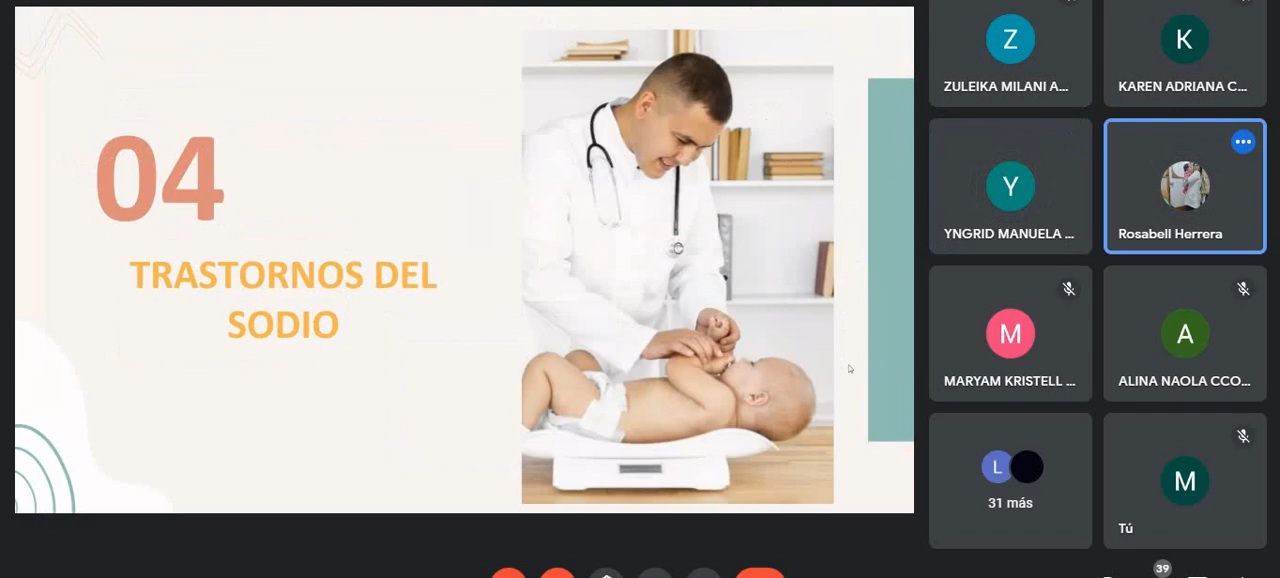 04
TRASTORNOS DEL
SODIO
Z
ZULEIKA MILANI A...
K
KAREN ADRIANA C...
Y
YNGRID MANUELA ...
Rosabell Herrera
M
MARYAM KRISTELL ...
A
ALINA NAOLA CCO...
L
31 más
M
Tú
39